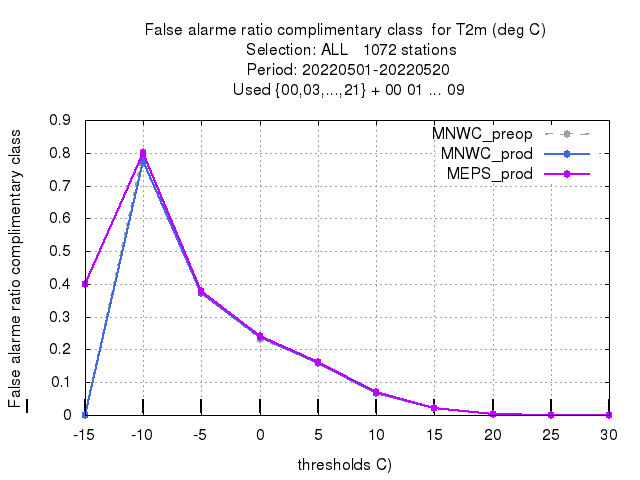 False alarme ratio complimentary class  for T2m (deg C)
Selection: ALL   1072 stations
Period: 20220501-20220520
Used {00,03,...,21} + 00 01 ... 09
False alarme ratio complimentary class
MNWC_preop
MNWC_prod
MEPS_prod
0.9
0.8
0.7
0.6
0.5
0.4
0.3
0.2
0.1
0
-15 -10 -5 0 5 10 15 20 25 30
thresholds C)